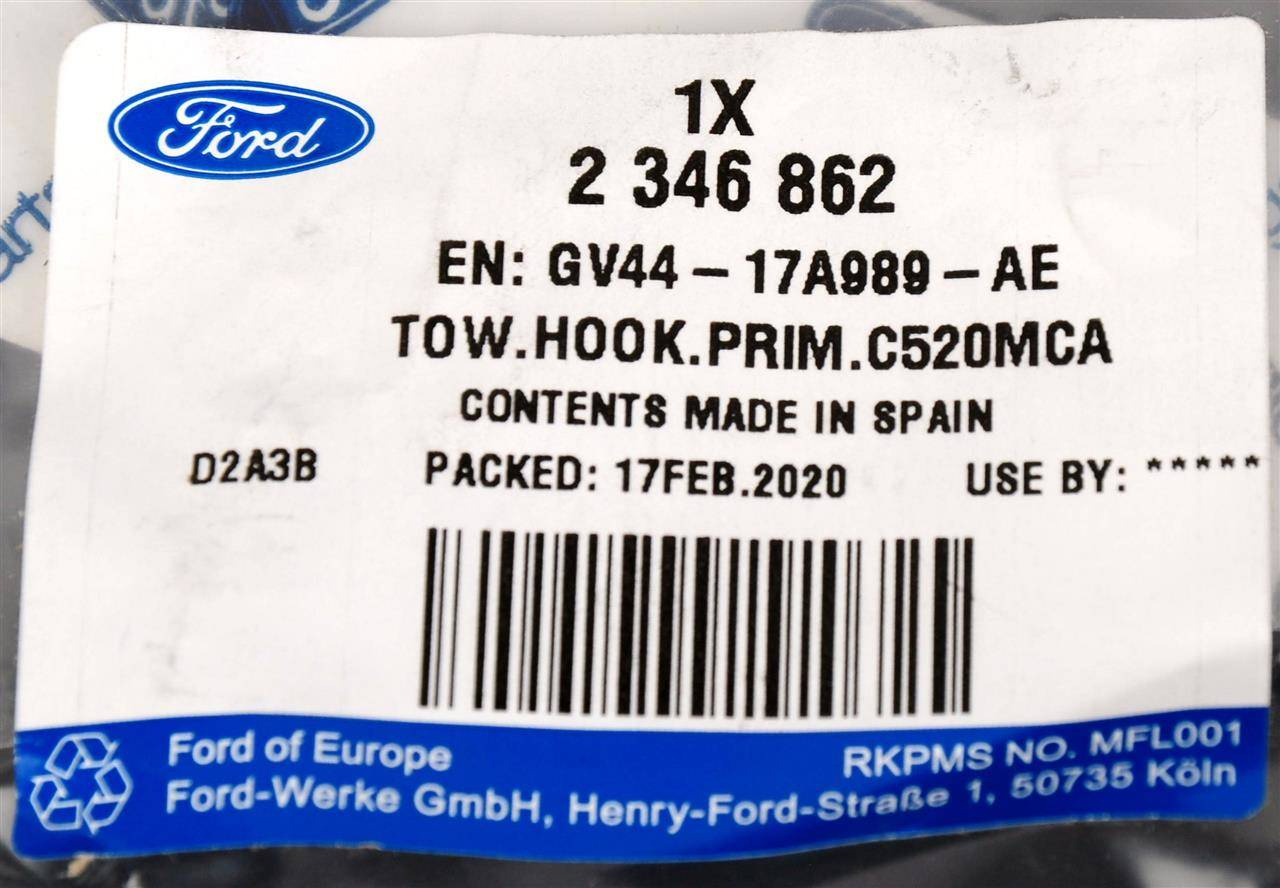 Ford
1X
2 346 862
EN: GV44-17A989-AE
TOW.HOOK.PRIM.C520MCA
CONTENTS MADE IN SPAIN
D2A3B PACKED: 17FEB.2020 USE BY: *****
Ford of Europe RKPMS NO. MFL001
Ford-Werke GmbH, Henry-Ford-Straße 1, 50735 Köln